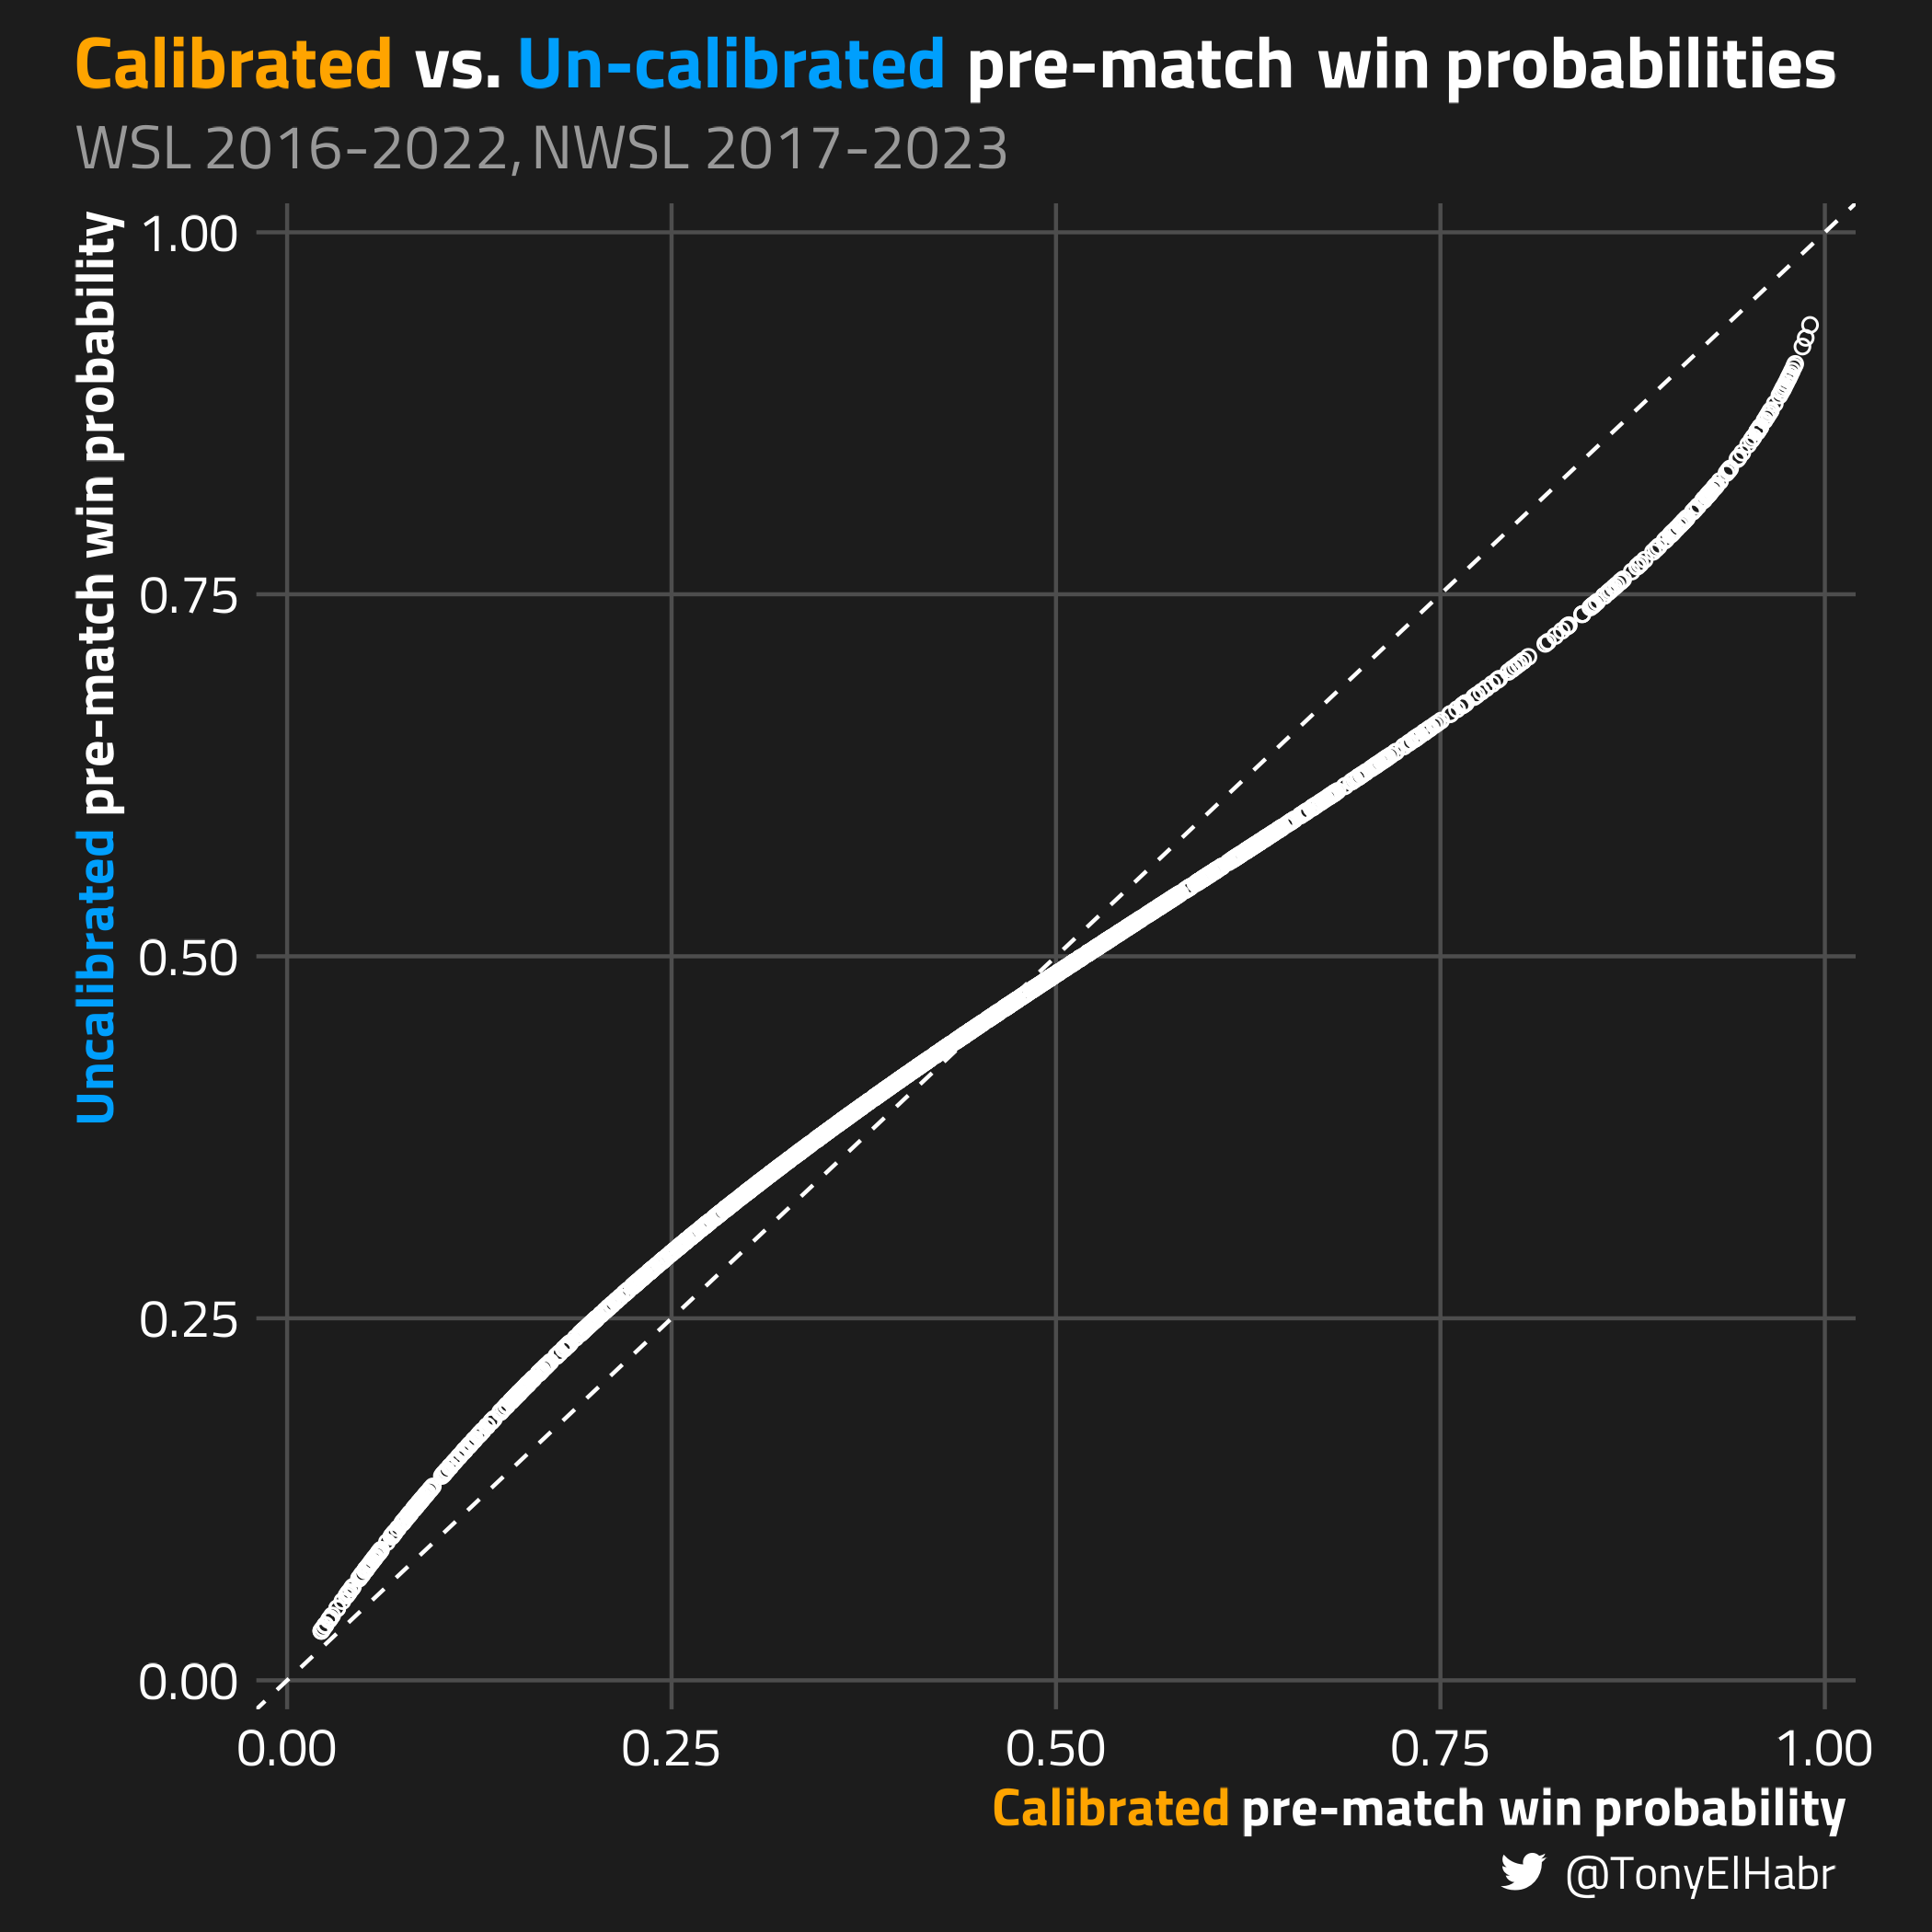 Calibrated vs. Un-calibrated pre-match win probabilities
WSL 2016-2022, NWSL 2017-2023
Uncalibrated pre-match win probability
1.00
0.75
0.50
0.25
0.00
0.00 0.25 0.50 0.75 1.00
Calibrated pre-match win probability
@TonyElHabr